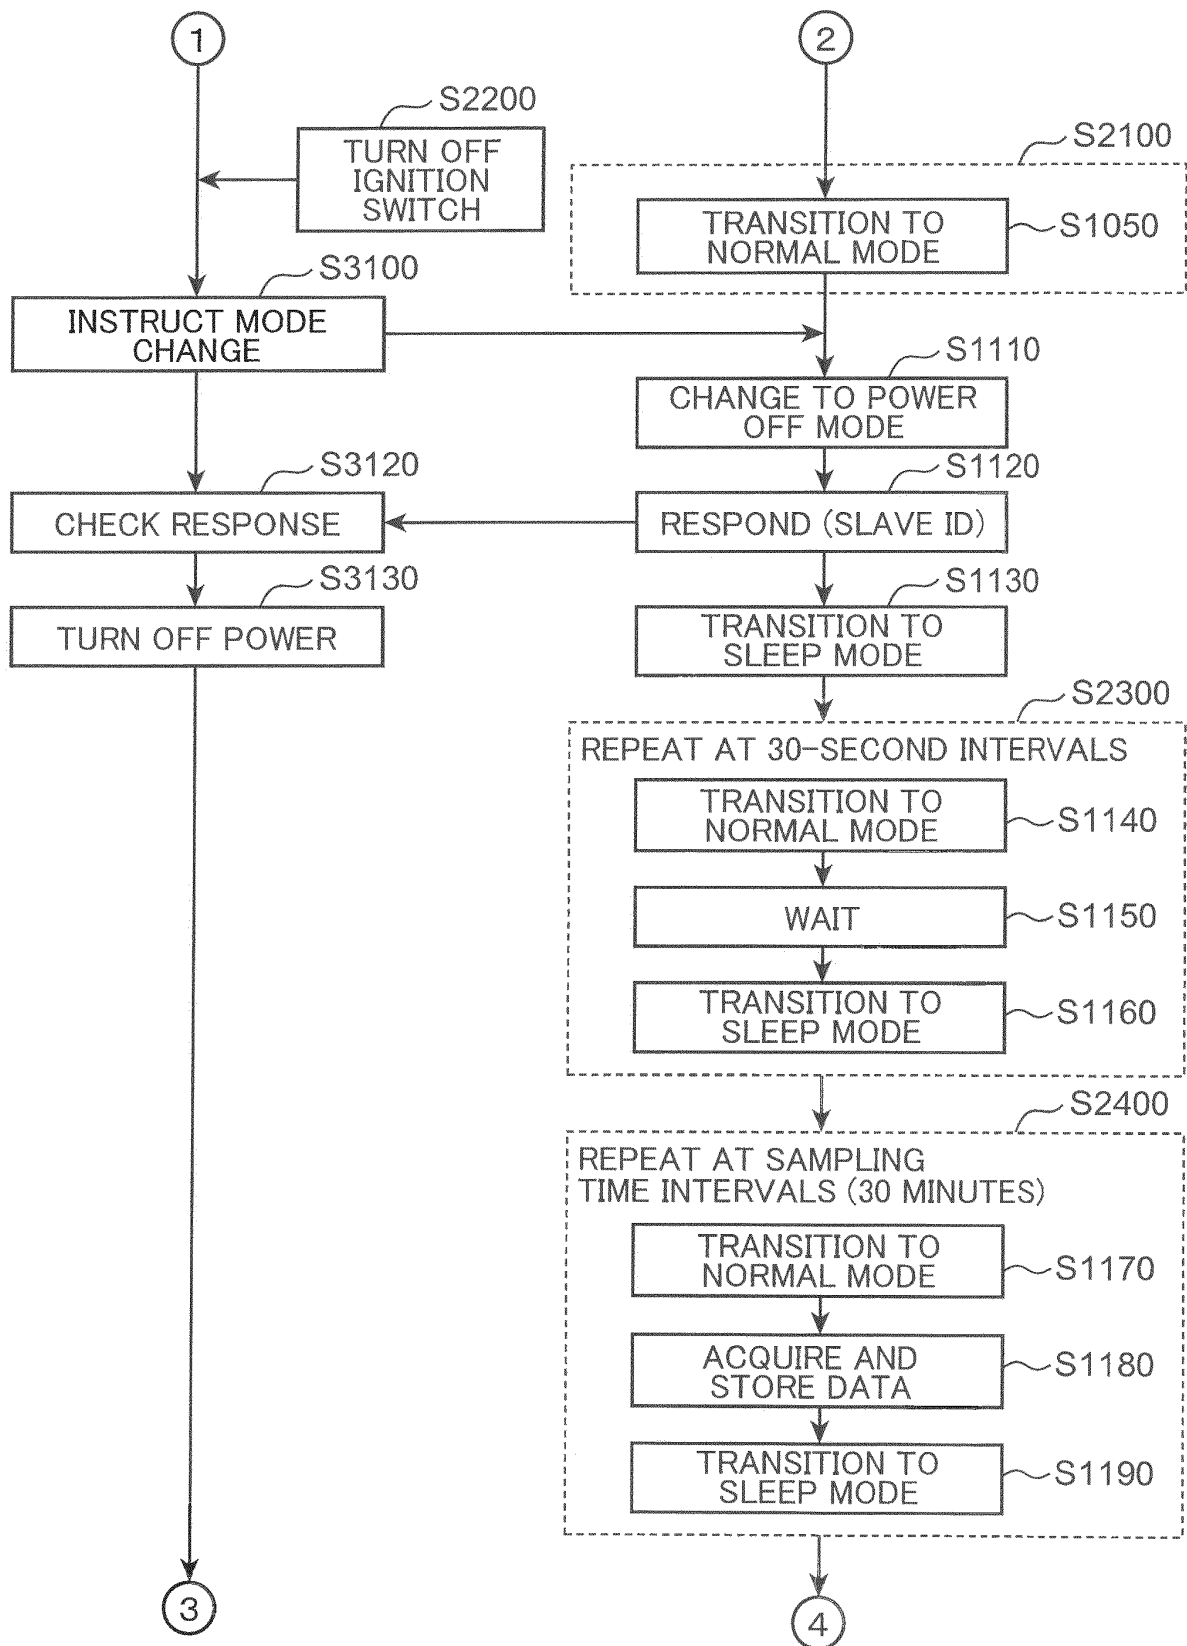 1
2
S2200
TURN OFF
IGNITION
SWITCH
S2100
TRANSITION TO
NORMAL MODE
S1050
S3100
INSTRUCT MODE
CHANGE
S1110
CHANGE TO POWER
OFF MODE
S3120
CHECK RESPONSE
S1120
RESPOND (SLAVE ID)
S3130
TURN OFF POWER
S1130
TRANSITION TO
SLEEP MODE
S2300
REPEAT AT 30-SECOND INTERVALS
TRANSITION TO
NORMAL MODE
S1140
WAIT
S1150
TRANSITION TO
SLEEP MODE
S1160
S2400
REPEAT AT SAMPLING
TIME INTERVALS (30 MINUTES)
TRANSITION TO
NORMAL MODE
S1170
ACQUIRE AND
STORE DATA
S1180
TRANSITION TO
SLEEP MODE
S1190
3
4